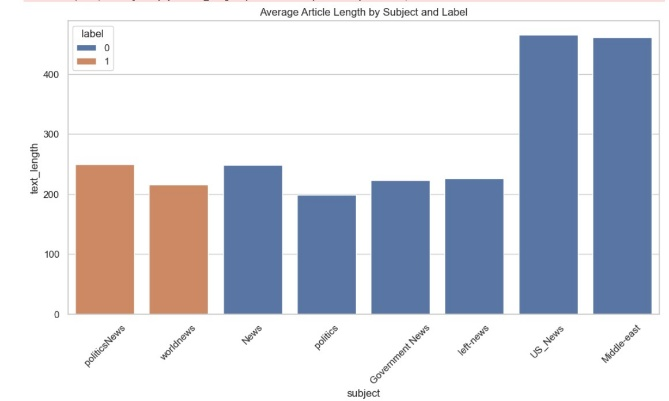 Average Article Length by Subject and Label
label
0
1
text_length
400
300
200
100
0
politicsNews
worldnews
News
politics
Government News
left-news
US_News
Middle-east
subject